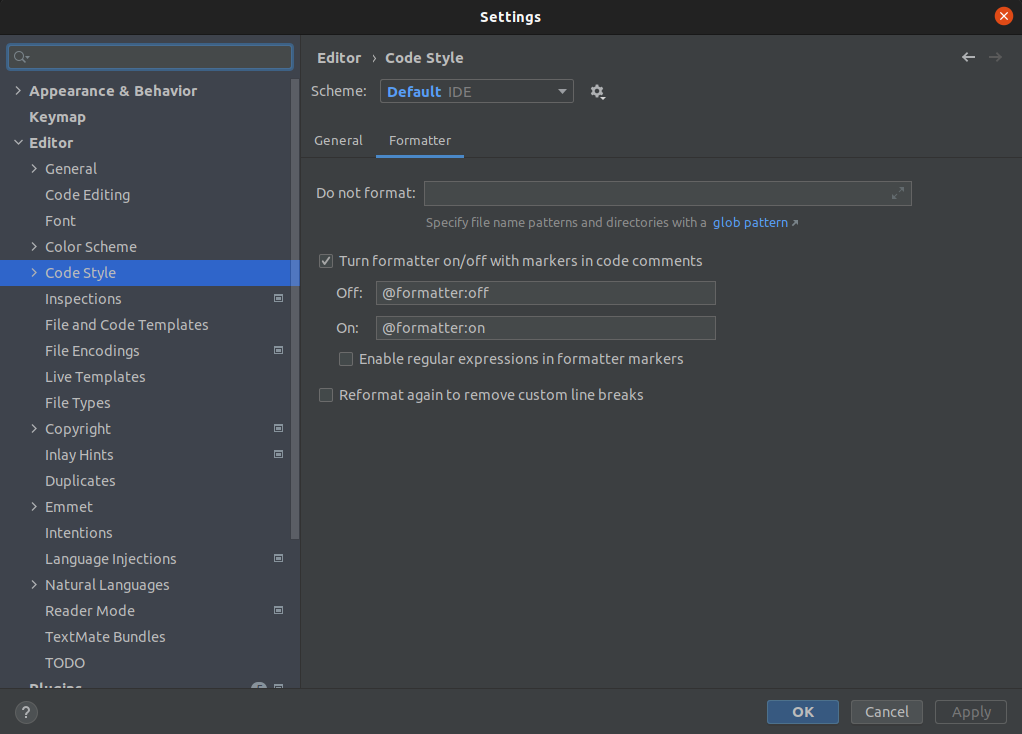 Settings
Appearance & Behavior
Keymap
Editor
General
Code Editing
Font
Color Scheme
Code Style
Inspections
File and Code Templates
File Encodings
Live Templates
File Types
Copyright
Inlay Hints
Duplicates
Emmet
Intentions
Language Injections
Natural Languages
Reader Mode
TextMate Bundles
TODO
Plugins
Editor › Code Style
Scheme: Default IDE
General Formatter
Do not format:
Specify file name patterns and directories with a glob pattern
Turn formatter on/off with markers in code comments
Off: @formatter:off
On: @formatter:on
Enable regular expressions in formatter markers
Reformat again to remove custom line breaks
? OK Cancel Apply